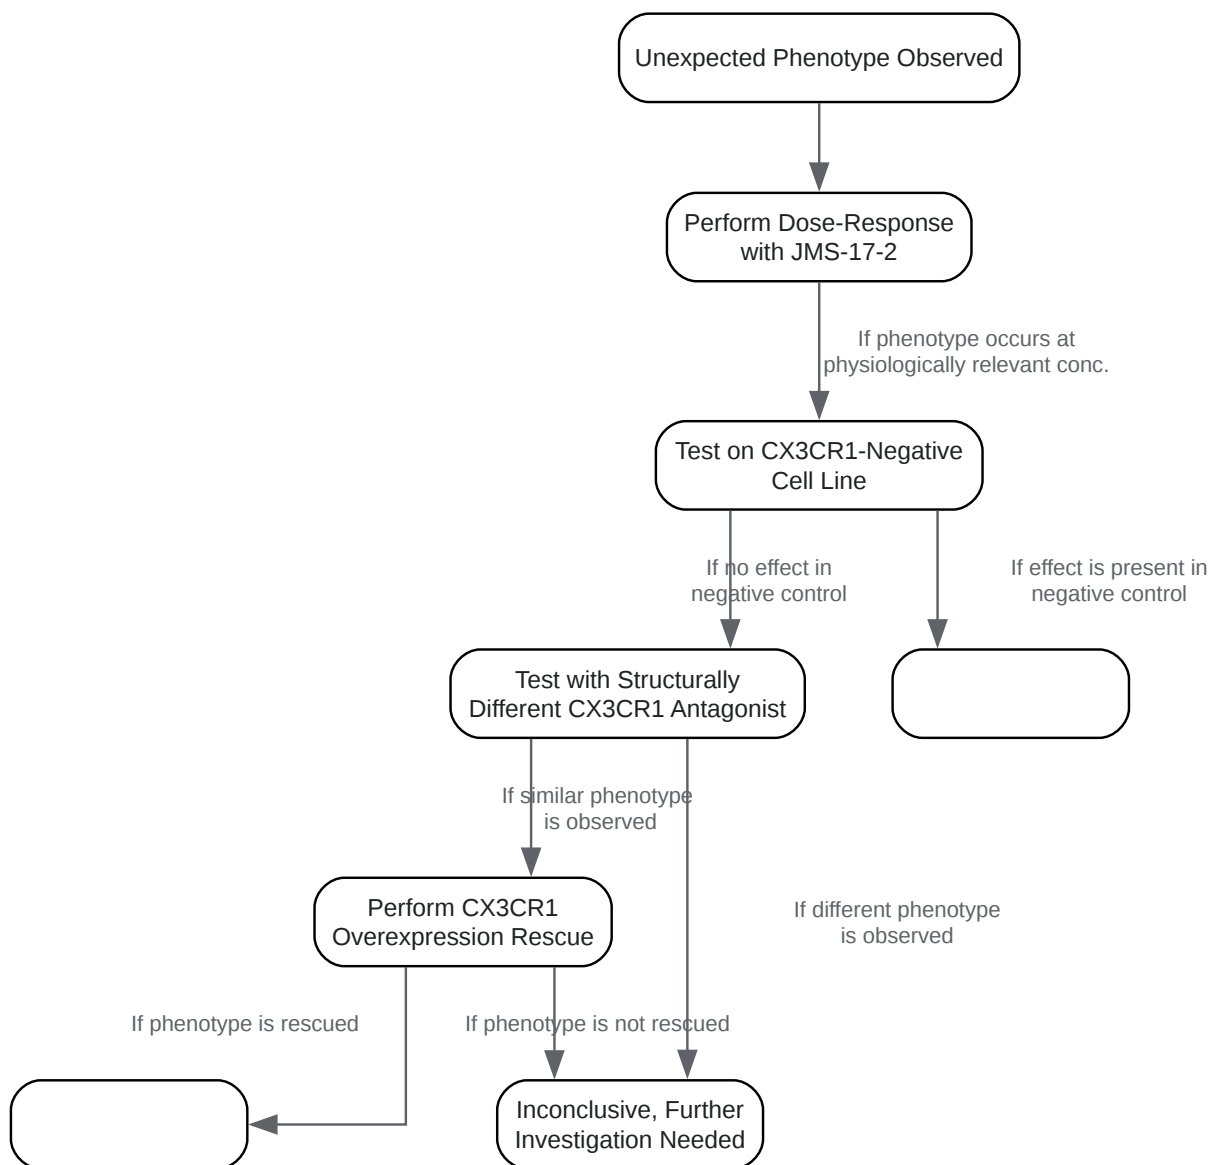 Unexpected Phenotype Observed
Perform Dose-Response
with JMS-17-2
If phenotype occurs at
physiologically relevant conc.
Test on CX3CR1-Negative
Cell Line
If no effect in
negative control
If effect is present in
negative control
Test with Structurally
Different CX3CR1 Antagonist
If similar phenotype
is observed
Perform CX3CR1
Overexpression Rescue
If different phenotype
is observed
If phenotype is rescued
If phenotype is not rescued
Inconclusive, Further
Investigation Needed